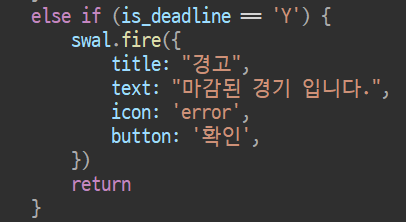 else if (is_deadline == 'Y') {
swal.fire({
title: "경고",
text: "마감된 경기 입니다.",
icon: 'error',
button: '확인',
})
return
}